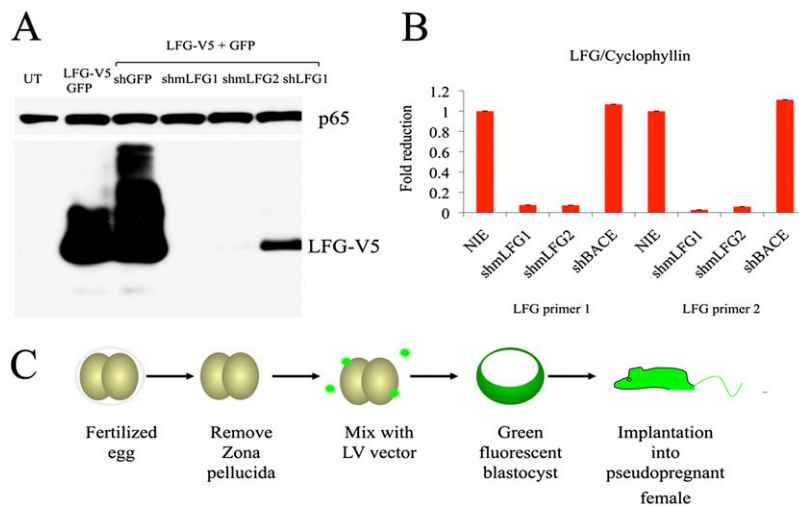 A
LFG-V5 + GFP
UT
LFG-V5
GFP
shGFP
shmLFG1
shmLFG2
shLFG1
p65
LFG-V5
B
LFG/Cyclophyllin
Fold reduction
1.2
1
0.8
0.6
0.4
0.2
0
NIE
shmLFG1
shmLFG2
shBACE
NIE
shmLFG1
shmLFG2
shBACE
LFG primer 1
LFG primer 2
C
Fertilized
egg
Remove
Zona
pellucida
Mix with
LV vector
Green
fluorescent
blastocyst
Implantation
into
pseudopregnant
female